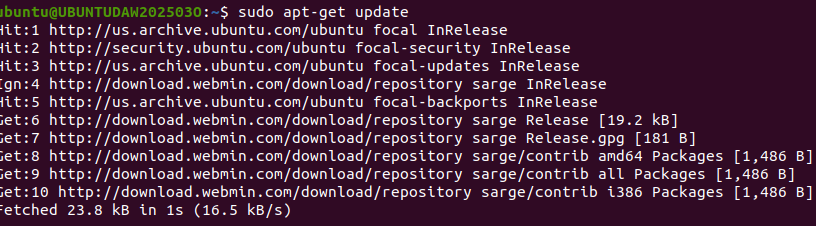 ubuntu@UBUNTUDAW202503O:~$ sudo apt-get update
Hit:1 http://us.archive.ubuntu.com/ubuntu focal InRelease
Hit:2 http://security.ubuntu.com/ubuntu focal-security InRelease
Hit:3 http://us.archive.ubuntu.com/ubuntu focal-updates InRelease
Ign:4 http://download.webmin.com/download/repository sarge InRelease
Hit:5 http://us.archive.ubuntu.com/ubuntu focal-backports InRelease
Get:6 http://download.webmin.com/download/repository sarge Release [19.2 kB]
Get:7 http://download.webmin.com/download/repository sarge Release.gpg [181 B]
Get:8 http://download.webmin.com/download/repository sarge/contrib amd64 Packages [1,486 B]
Get:9 http://download.webmin.com/download/repository sarge/contrib all Packages [1,486 B]
Get:10 http://download.webmin.com/download/repository sarge/contrib i386 Packages [1,486 B]
Fetched 23.8 kB in 1s (16.5 kB/s)